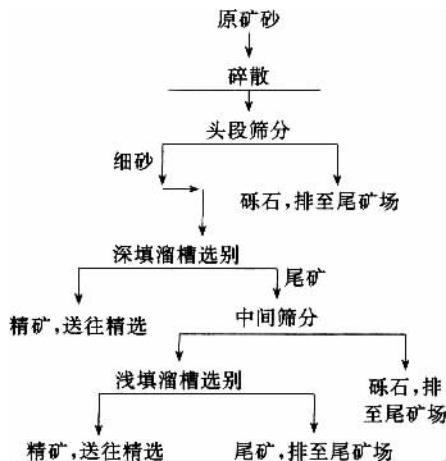 原矿砂
碎散
头段筛分
细砂
砾石,排至尾矿场
深填溜槽选别
尾矿
精矿,送往精选
中间筛分
浅填溜槽选别
砾石,排
至尾矿场
精矿,送往精选
尾矿,排至尾矿场